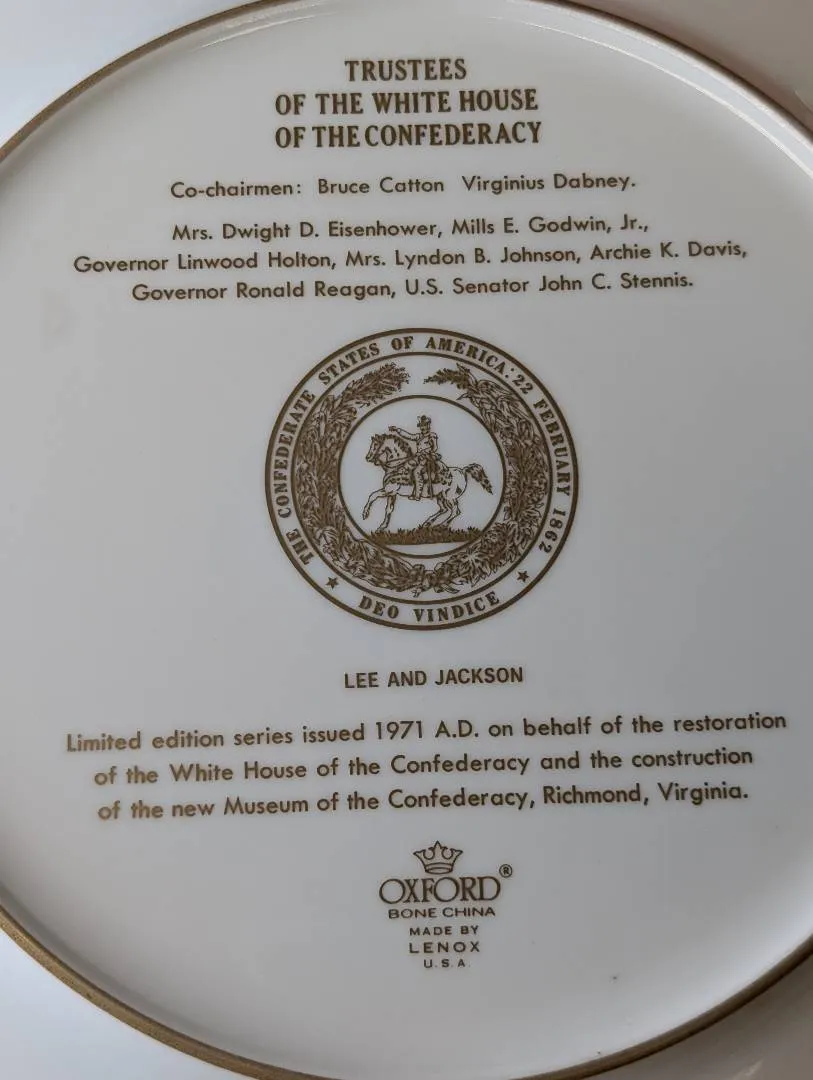 TRUSTEES
OF THE WHITE HOUSE
OF THE CONFEDERACY
Co-chairmen: Bruce Catton Virginius Dabney.
Mrs. Dwight D. Eisenhower, Mills E. Godwin, Jr.,
Governor Linwood Holton, Mrs. Lyndon B. Johnson, Archie K. Davis,
Governor Ronald Reagan, U.S. Senator John C. Stennis.
THE CONFEDERATE STATES OF AMERICA: 22 FEBRUARY 1862
DEO VINDICE
LEE AND JACKSON
Limited edition series issued 1971 A.D. on behalf of the restoration
of the White House of the Confederacy and the construction
of the new Museum of the Confederacy, Richmond, Virginia.
OXFORD®
BONE CHINA
MADE BY
LENOX
U.S.A.